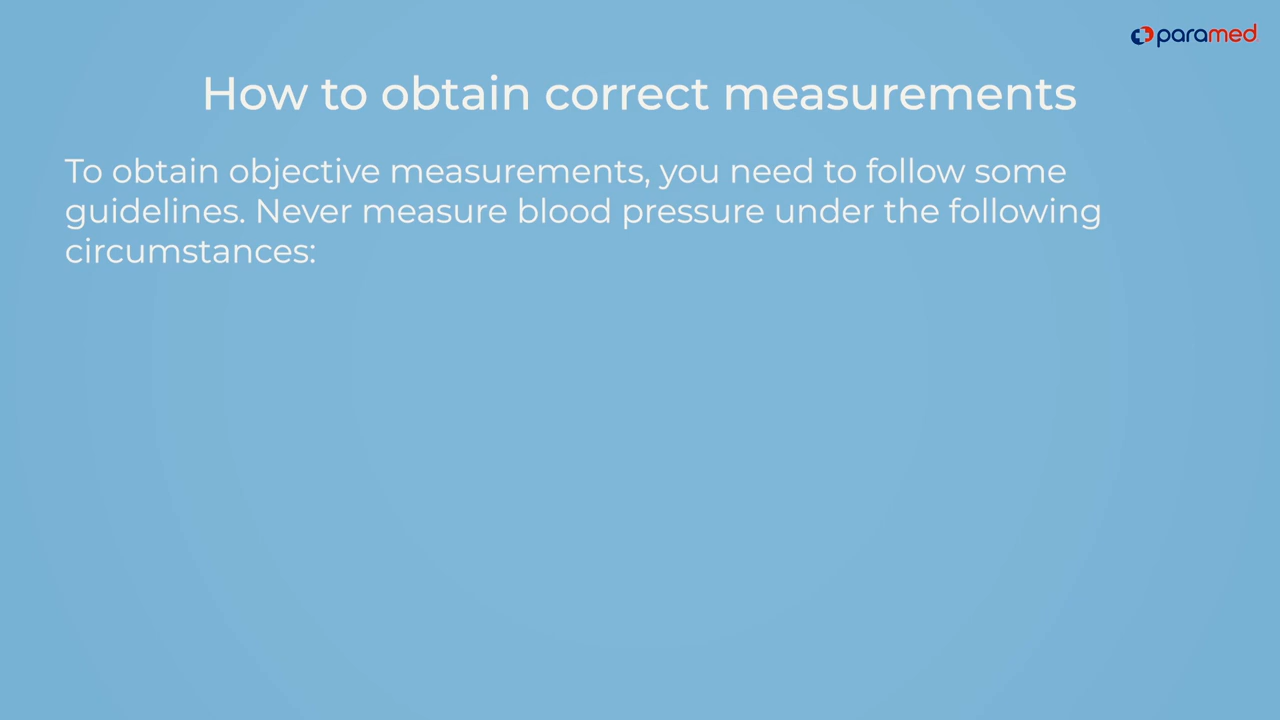 paramed
How to obtain correct measurements
To obtain objective measurements, you need to follow some
guidelines. Never measure blood pressure under the following
circumstances: